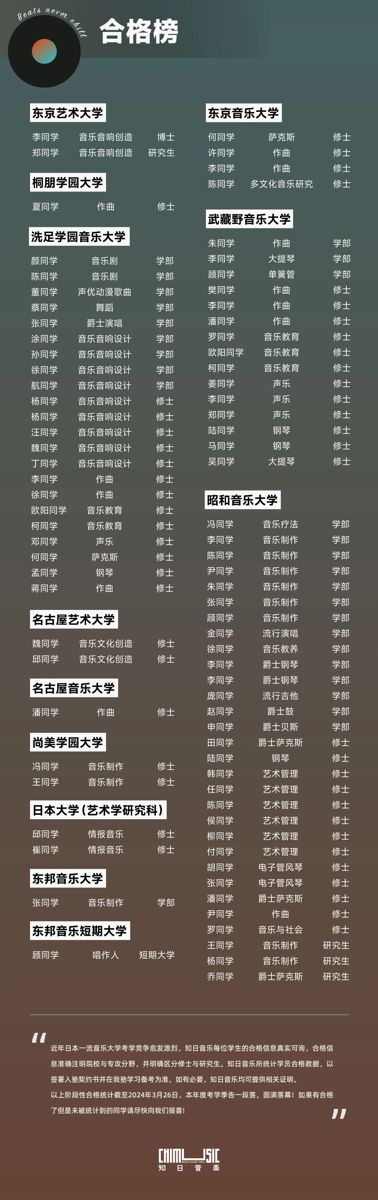 Beats never chill
合格榜
东京艺术大学
李同学 音乐音响创造 博士
郑同学 音乐音响创造 研究生
桐朋学园大学
夏同学 作曲 修士
洗足学园音乐大学
颜同学 音乐剧 学部
陈同学 音乐剧 学部
董同学 声优动漫歌曲 学部
蔡同学 舞蹈 学部
张同学 爵士演唱 学部
涂同学 音乐音响设计 学部
孙同学 音乐音响设计 学部
徐同学 音乐音响设计 学部
航同学 音乐音响设计 学部
杨同学 音乐音响设计 修士
杨同学 音乐音响设计 修士
汪同学 音乐音响设计 修士
魏同学 音乐音响设计 修士
丁同学 音乐音响设计 修士
李同学 作曲 修士
徐同学 作曲 修士
欧阳同学 音乐教育 修士
柯同学 音乐教育 修士
邓同学 声乐 修士
何同学 萨克斯 修士
孟同学 钢琴 修士
蒋同学 作曲 修士
名古屋艺术大学
魏同学 音乐文化创造 修士
邱同学 音乐文化创造 修士
名古屋音乐大学
潘同学 作曲 修士
尚美学园大学
冯同学 音乐制作 修士
王同学 音乐制作 修士
日本大学(艺术学研究科)
邱同学 情报音乐 修士
崔同学 情报音乐 修士
东邦音乐大学
张同学 音乐制作 学部
东邦音乐短期大学
顾同学 唱作人 短期大学
东京音乐大学
何同学 萨克斯 修士
许同学 作曲 修士
李同学 作曲 修士
陈同学 多文化音乐研究 修士
武藏野音乐大学
朱同学 作曲 学部
李同学 大提琴 学部
顾同学 单簧管 学部
樊同学 作曲 修士
李同学 作曲 修士
潘同学 作曲 修士
罗同学 音乐教育 修士
欧阳同学 音乐教育 修士
柯同学 音乐教育 修士
姜同学 声乐 修士
李同学 声乐 修士
郑同学 声乐 修士
陆同学 钢琴 修士
马同学 钢琴 修士
吴同学 大提琴 修士
昭和音乐大学
冯同学 音乐疗法 学部
李同学 音乐制作 学部
陈同学 音乐制作 学部
尹同学 音乐制作 学部
朱同学 音乐制作 学部
张同学 音乐制作 学部
顾同学 音乐制作 学部
金同学 流行演唱 学部
徐同学 音乐教养 学部
李同学 爵士钢琴 学部
李同学 爵士钢琴 学部
庞同学 流行吉他 学部
赵同学 爵士鼓 学部
申同学 爵士贝斯 学部
田同学 爵士萨克斯 修士
陆同学 钢琴 修士
韩同学 艺术管理 修士
任同学 艺术管理 修士
陈同学 艺术管理 修士
侯同学 艺术管理 修士
柳同学 艺术管理 修士
付同学 艺术管理 修士
胡同学 电子管风琴 修士
张同学 电子管风琴 修士
潘同学 爵士萨克斯 修士
尹同学 作曲 修士
罗同学 音乐与社会 修士
王同学 音乐制作 研究生
杨同学 音乐制作 研究生
乔同学 爵士萨克斯 研究生
“
近年日本一流音乐大学考学竞争愈发激烈，知日音乐每位学生的合格信息真实可询，合格信
息准确注明院校与专攻分野，并明确区分修士与研究生。知日音乐所统计学员合格数据，以
签署入塾契约书并在我塾学习备考为准，如有必要，知日音乐均可提供相关证明。
以上阶段性合格统计截至2024年3月26日，本年度考学季告一段落，圆满落幕！如果有合格
了但是未被统计到的同学请尽快向我们报喜！
”
CHIMUSIC
知日音乐